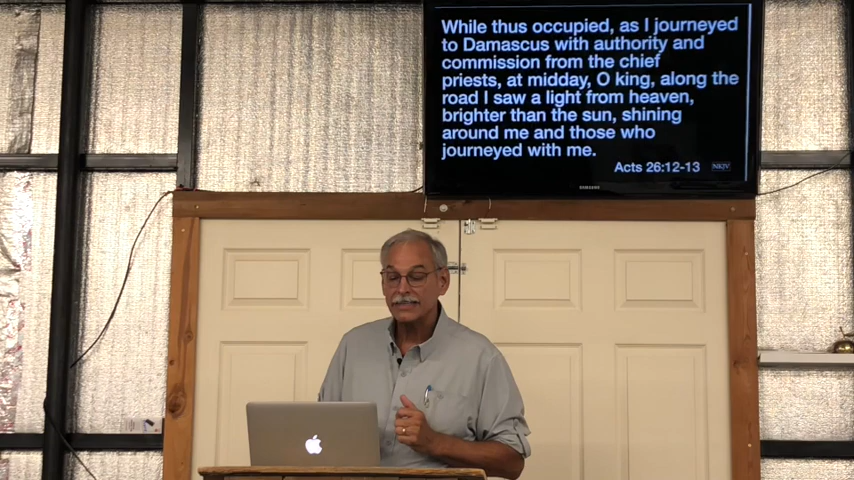 While thus occupied, as I journeyed
to Damascus with authority and
commission from the chief
priests, at midday, O king, along the
road I saw a light from heaven,
brighter than the sun, shining
around me and those who
journeyed with me.
Acts 26:12-13 NKJV
SAMSUNG